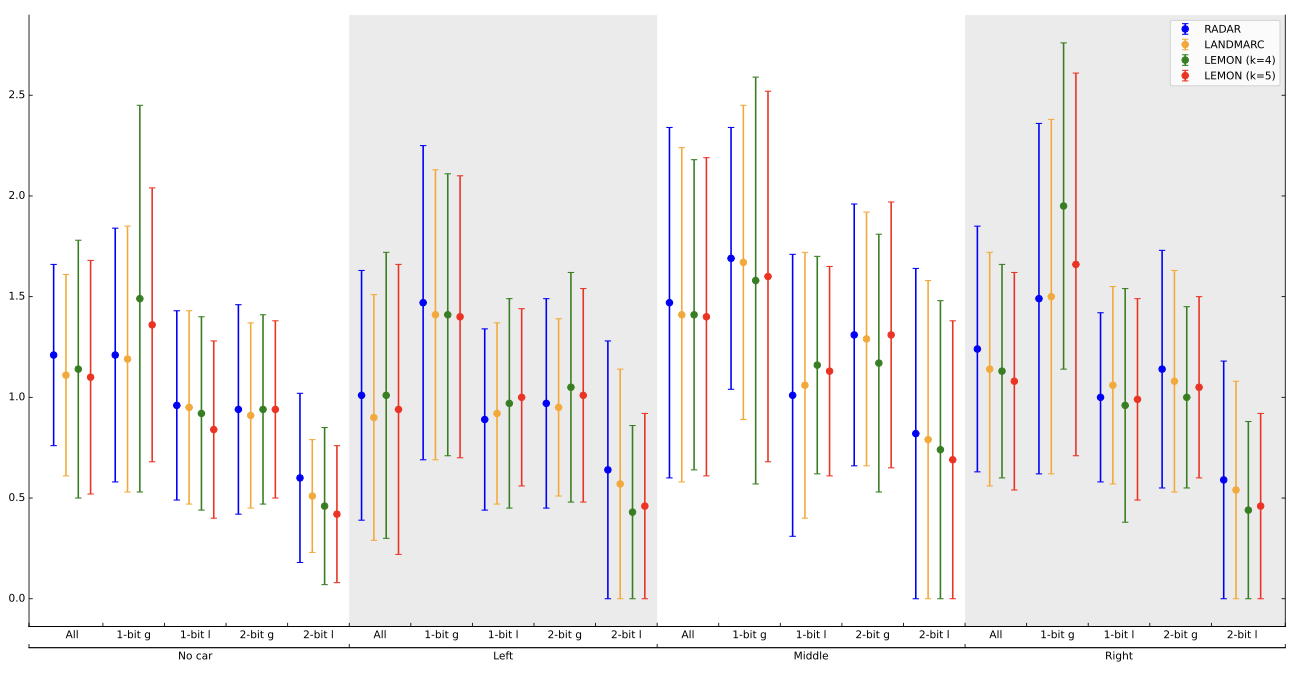 RADAR
LANDMARC
LEMON (k=4)
LEMON (k=5)
2.5
2.0
1.5
1.0
0.5
0.0
All 1-bit g 1-bit l 2-bit g 2-bit l All 1-bit g 1-bit l 2-bit g 2-bit l All 1-bit g 1-bit l 2-bit g 2-bit l All 1-bit g 1-bit l 2-bit g 2-bit l
No car Left Middle Right